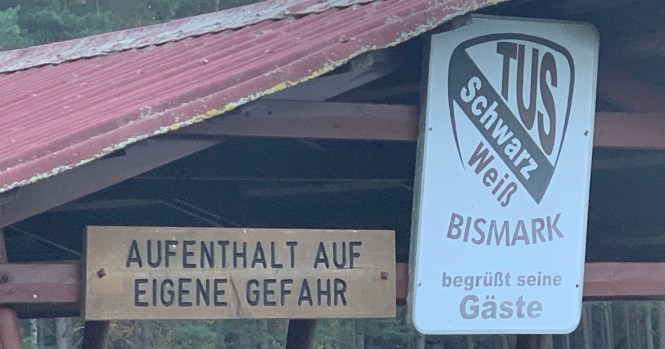 AUFENTHALT AUF
EIGENE GEFAHR
TUS
Schwarz
Weiß
BISMARK
begrüßt seine
Gäste